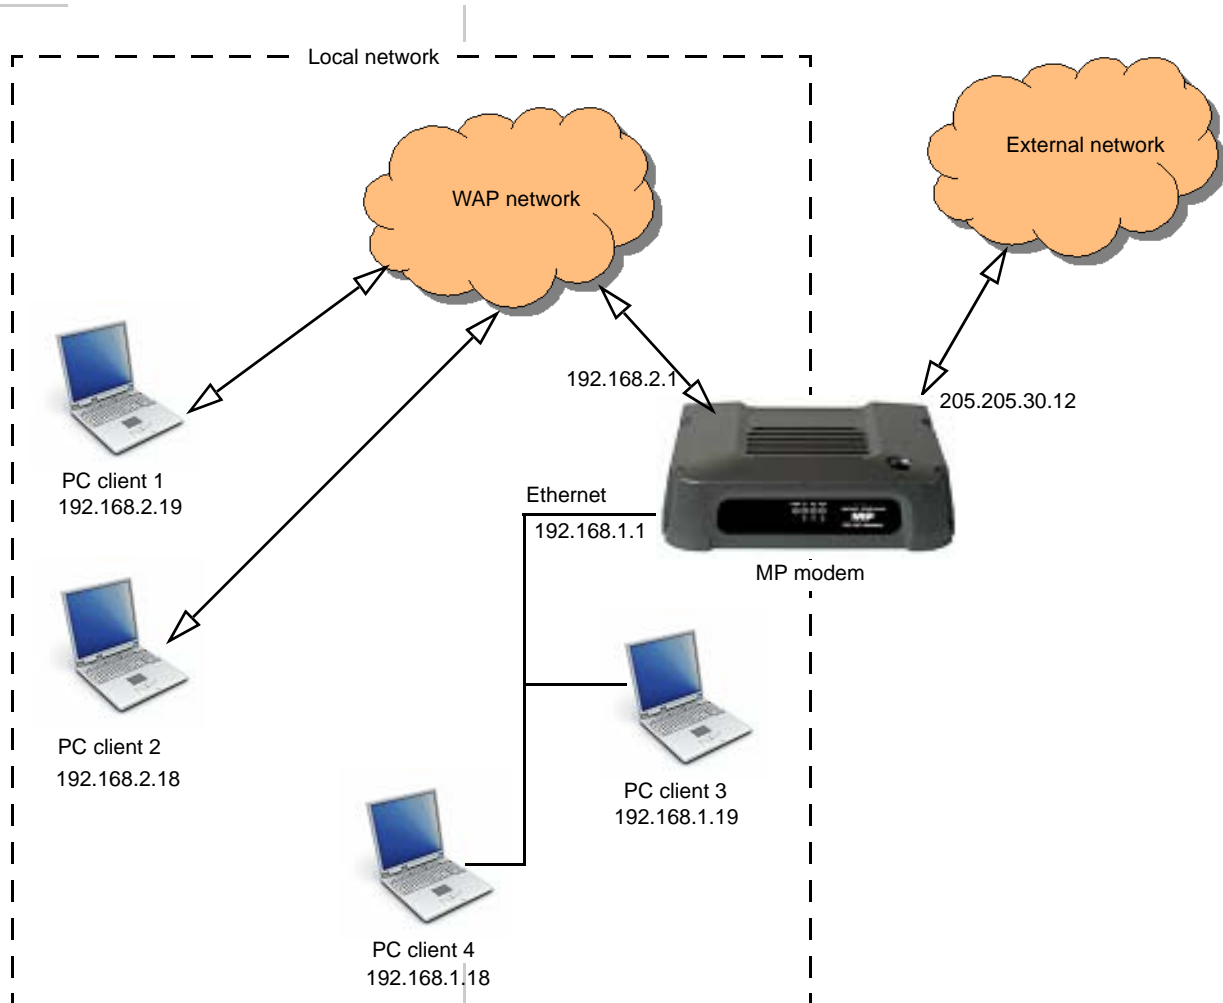 Local network
External network
WAP network
192.168.2.1
205.205.30.12
PC client 1
192.168.2.19
Ethernet
192.168.1.1
MP
MP modem
PC client 2
192.168.2.18
PC client 3
192.168.1.19
PC client 4
192.168.1.18